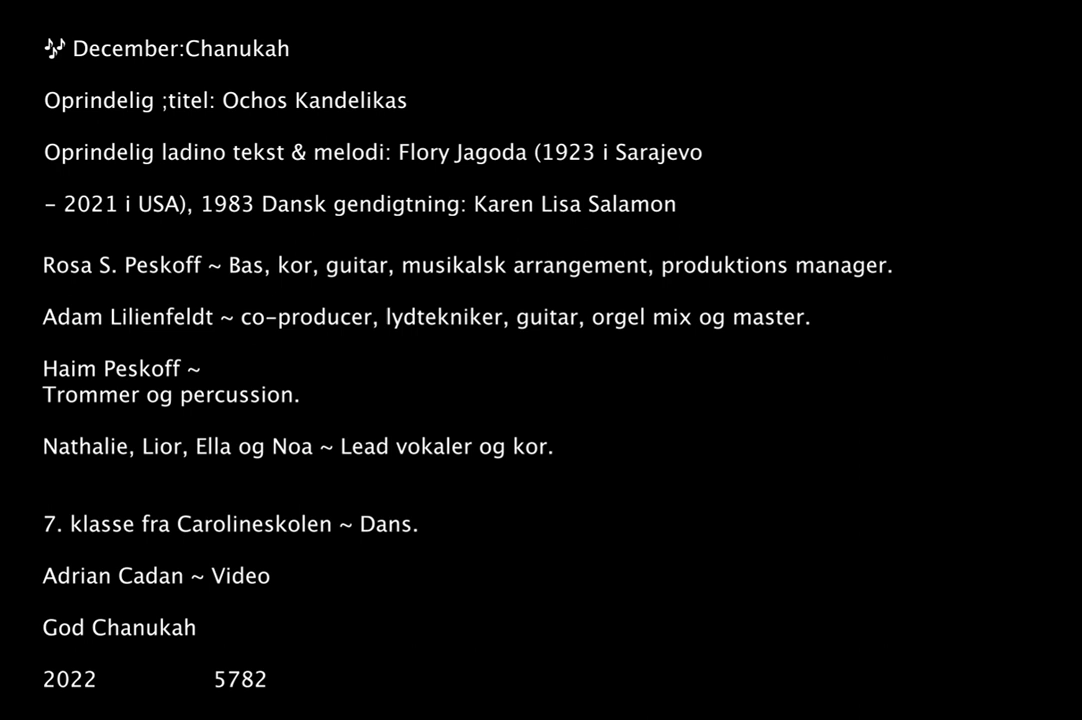 🎶 December:Chanukah
Oprindelig ;titel: Ochos Kandelikas
Oprindelig ladino tekst & melodi: Flory Jagoda (1923 i Sarajevo
- 2021 i USA), 1983 Dansk gendigtning: Karen Lisa Salamon
Rosa S. Peskoff ~ Bas, kor, guitar, musikalsk arrangement, produktions manager.
Adam Lilienfeldt ~ co-producer, lydtekniker, guitar, orgel mix og master.
Haim Peskoff ~
Trommer og percussion.
Nathalie, Lior, Ella og Noa ~ Lead vokaler og kor.
7. klasse fra Carolineskolen ~ Dans.
Adrian Cadan ~ Video
God Chanukah
2022 5782